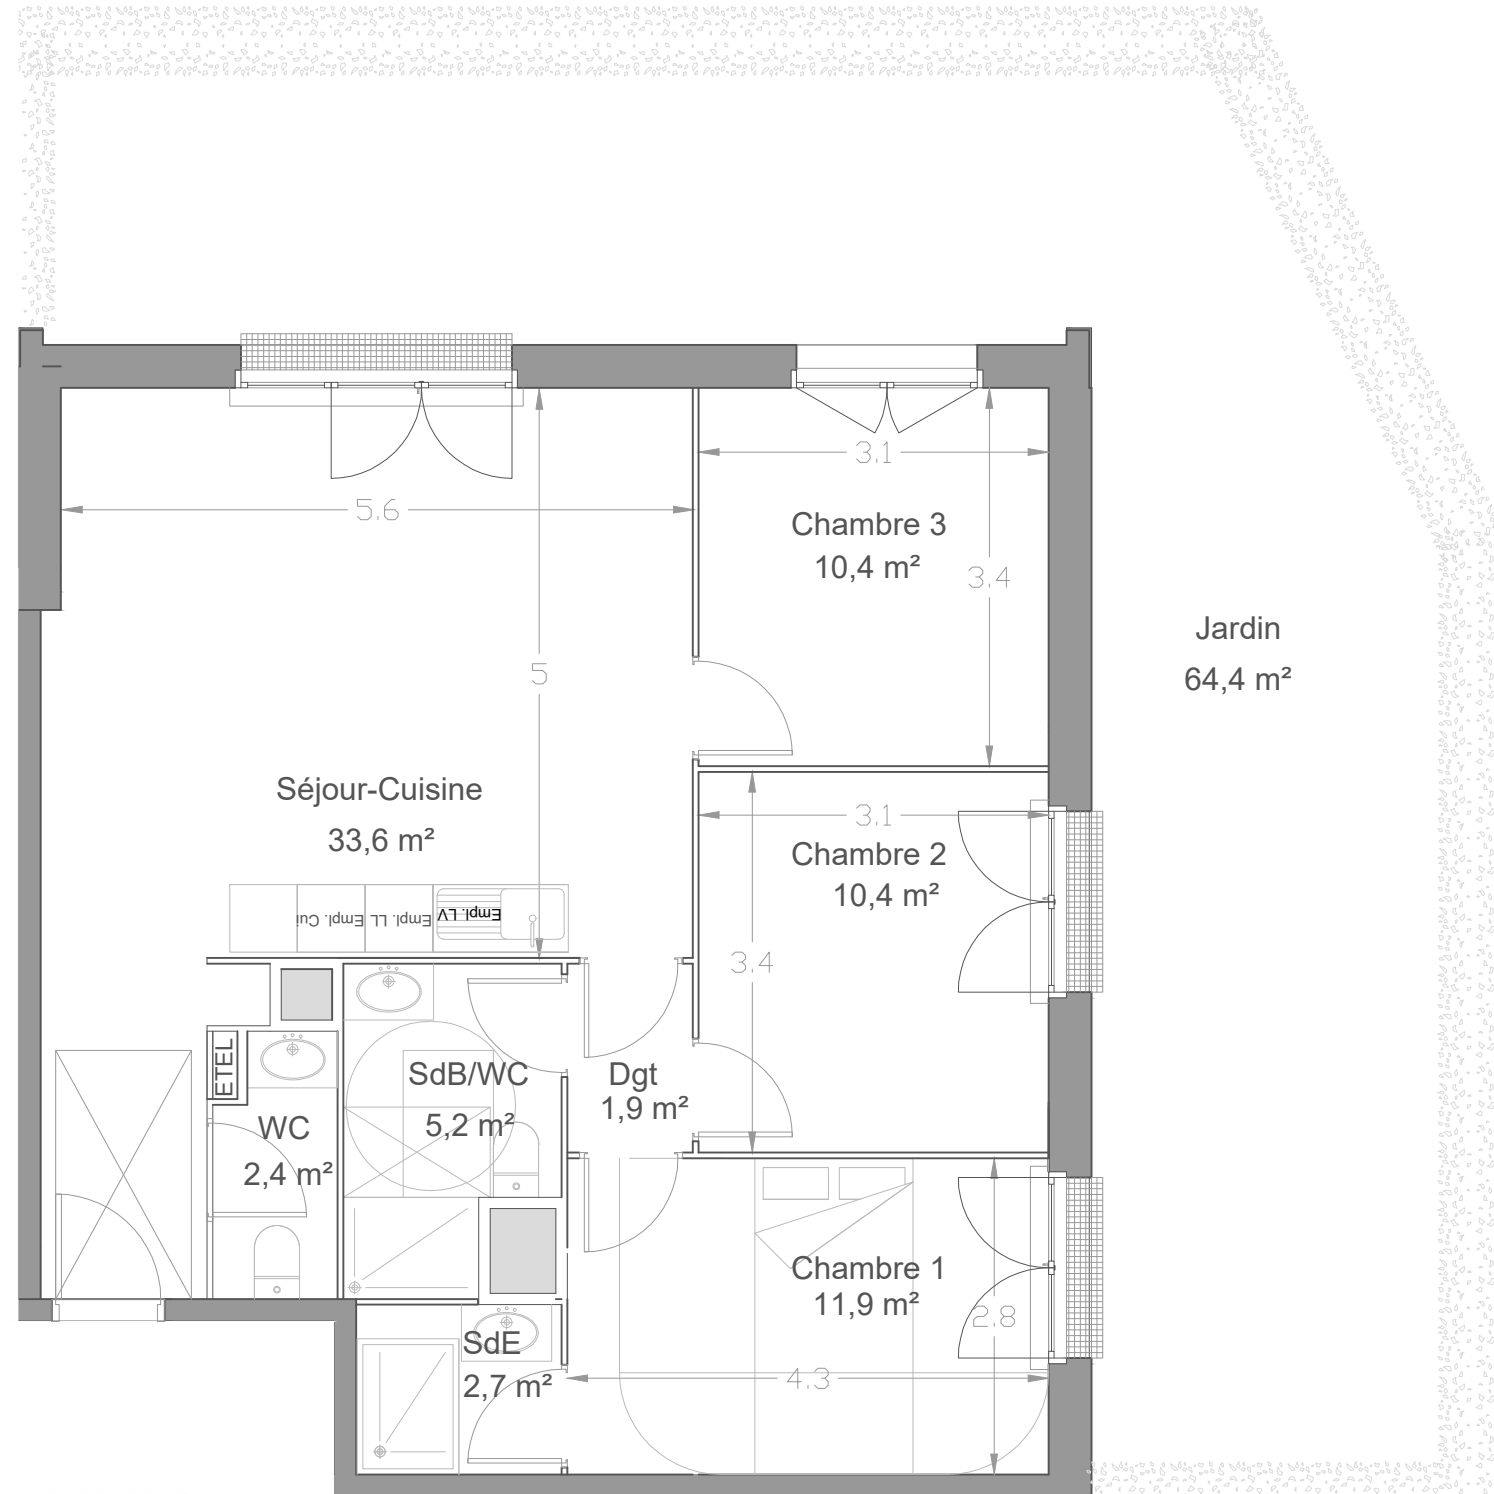 3.1
5.6
Chambre 3
10,4 m²
3.4
Jardin
64,4 m²
5
Séjour-Cuisine
33,6 m²
3.1
Chambre 2
10,4 m²
Empl. Cui
Empl. LL
Empl. LV
3.4
ETEL
SdB/WC
5,2 m²
Dgt
1,9 m²
WC
2,4 m²
Chambre 1
11,9 m²
2.8
SdE
2,7 m²
4.3